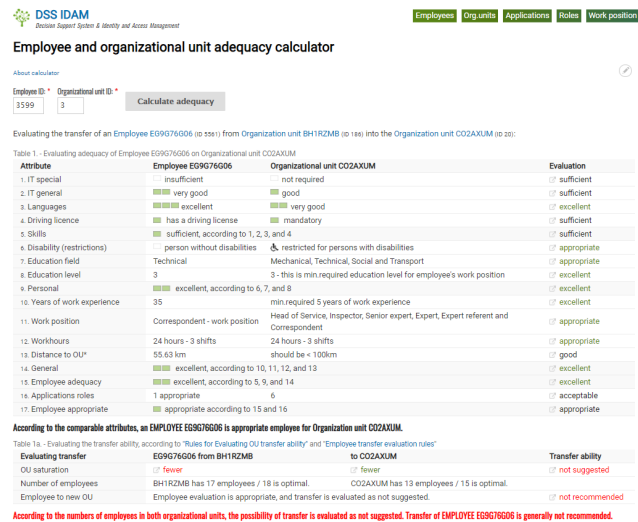 DSS IDAM
Decision Support System & Identity and Access Management
Employees Org.units Applications Roles Work position
Employee and organizational unit adequacy calculator
About calculator
Employee ID: * Organizational unit ID: *
3599 3 Calculate adequacy
Evaluating the transfer of an Employee EG9G76G06 (ID 5561) from Organization unit BH1RZMB (ID 186) into the Organization unit CO2AXUM (ID 20):
Table 1. - Evaluating adequacy of Employee EG9G76G06 on Organizational unit CO2AXUM
Attribute Employee EG9G76G06 Organizational unit CO2AXUM Evaluation
1. IT special insufficient not required sufficient
2. IT general very good good sufficient
3. Languages excellent very good excellent
4. Driving licence has a driving license mandatory sufficient
5. Skills sufficient, according to 1, 2, 3, and 4 sufficient
6. Disability (restrictions) person without disabilities restricted for persons with disabilities appropriate
7. Education field Technical Mechanical, Technical, Social and Transport appropriate
8. Education level 3 3 - this is min.required education level for employee's work position excellent
9. Personal excellent, according to 6, 7, and 8 excellent
10. Years of work experience 35 min.required 5 years of work experience excellent
11. Work position Correspondent - work position Head of Service, Inspector, Senior expert, Expert, Expert referent and appropriate
Correspondent
12. Workhours 24 hours - 3 shifts 24 hours - 3 shifts appropriate
13. Distance to OU* 55.63 km should be < 100km good
14. General excellent, according to 10, 11, 12, and 13 excellent
15. Employee adequacy excellent, according to 5, 9, and 14 excellent
16. Applications roles 1 appropriate 6 acceptable
17. Employee appropriate appropriate according to 15 and 16 appropriate
According to the comparable attributes, an EMPLOYEE EG9G76G06 is appropriate employee for Organization unit CO2AXUM.
Table 1a. - Evaluating the transfer ability, according to "Rules for Evaluating OU transfer ability" and "Employee transfer evaluation rules"
Evaluating transfer EG9G76G06 from BH1RZMB to CO2AXUM Transfer ability
OU saturation fewer fewer not suggested
Number of employees BH1RZMB has 17 employees / 18 is optimal. CO2AXUM has 13 employees / 15 is optimal.
Employee to new OU Employee evaluation is appropriate, and transfer is evaluated as not suggested. not recommended
According to the numbers of employees in both organizational units, the possibility of transfer is evaluated as not suggested. Transfer of EMPLOYEE EG9G76G06 is generally not recommended.